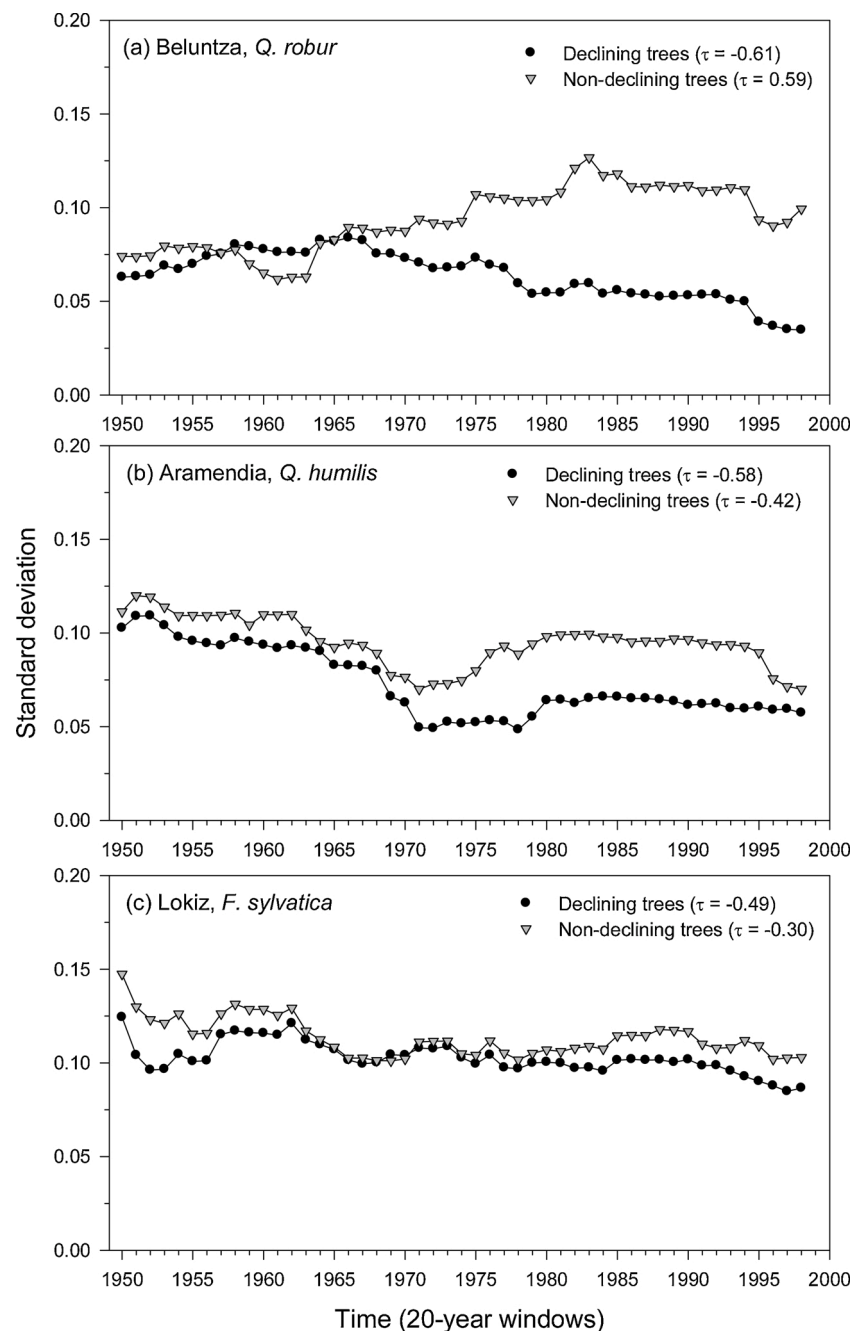 0.20
(a) Beluntza, Q. robur
Declining trees (τ = -0.61)
Non-declining trees (τ = 0.59)
0.15
0.10
0.05
0.00
1950 1955 1960 1965 1970 1975 1980 1985 1990 1995 2000
0.20
(b) Aramendia, Q. humilis
Declining trees (τ = -0.58)
Non-declining trees (τ = -0.42)
0.15
0.10
0.05
0.00
1950 1955 1960 1965 1970 1975 1980 1985 1990 1995 2000
Standard deviation
0.20
(c) Lokiz, F. sylvatica
Declining trees (τ = -0.49)
Non-declining trees (τ = -0.30)
0.15
0.10
0.05
0.00
1950 1955 1960 1965 1970 1975 1980 1985 1990 1995 2000
Time (20-year windows)